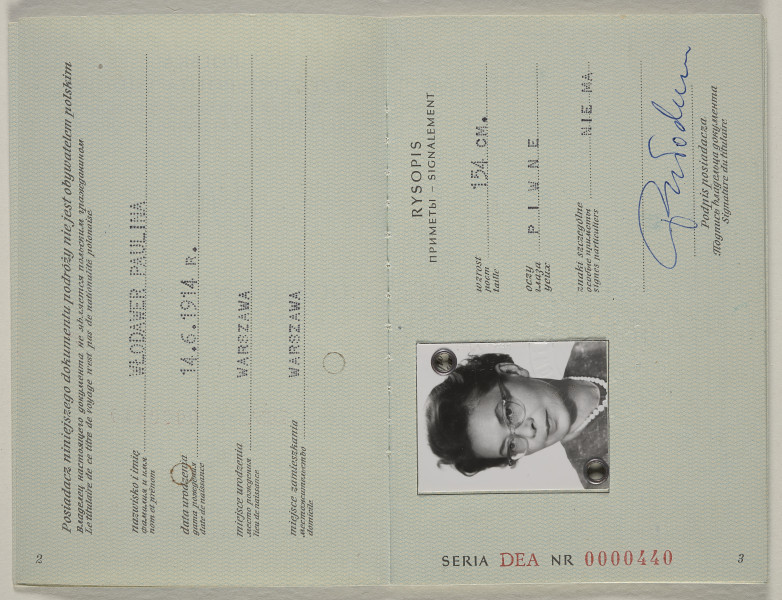 Posiadacz niniejszego dokumentu podróży nie jest obywatelem polskim
Владелец настоящего документа не является польским гражданином
Le titulaire de ce titre de voyage n'est pas de nationalité polonaise
nazwisko i imię WŁODAWER PAULINA
фамилия и имя
nom et prénom
data urodzenia 14.6.1914 R.
дата рождения
date de naissance
miejsce urodzenia WARSZAWA
место рождения
lieu de naissance
miejsce zamieszkania WARSZAWA
местожительство
domicile
2
RYSOPIS
ПРИМЕТЫ – SIGNALEMENT
wzrost 154 CM.
рост
taille
oczy PIWNE
глаза
yeux
znaki szczególne NIE MA
особые приметы
signes particuliers
Podpis posiadacza
Подпись владельца документа
Signature du titulaire
SERIA DEA NR 0000440
3